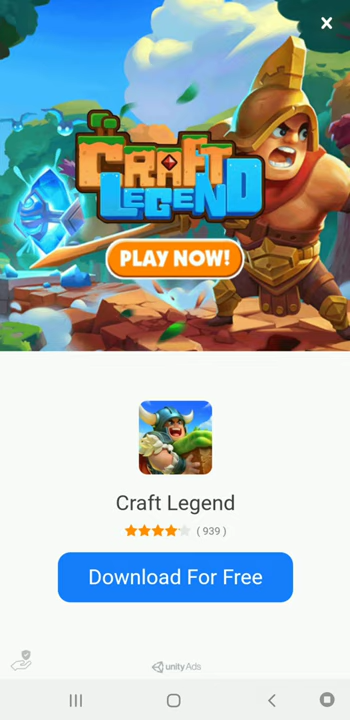 CRAFT
LEGEND
PLAY NOW!
Craft Legend
( 939 )
Download For Free
unity Ads